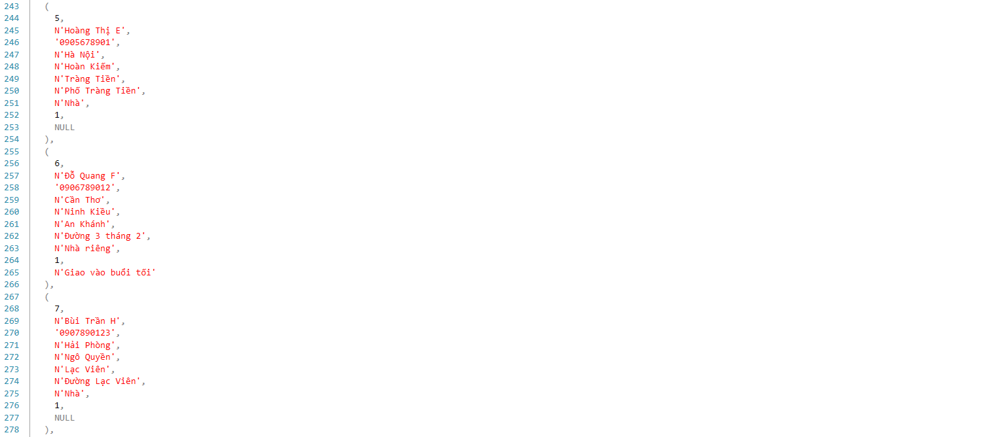 243 (
244 5,
245 N'Hoàng Thị E',
246 '0905678901',
247 N'Hà Nội',
248 N'Hoàn Kiếm',
249 N'Tràng Tiền',
250 N'Phố Tràng Tiền',
251 N'Nhà',
252 1,
253 NULL
254 ),
255 (
256 6,
257 N'Đỗ Quang F',
258 '0906789012',
259 N'Cần Thơ',
260 N'Ninh Kiều',
261 N'An Khánh',
262 N'Đường 3 tháng 2',
263 N'Nhà riêng',
264 1,
265 N'Giao vào buổi tối'
266 ),
267 (
268 7,
269 N'Bùi Trần H',
270 '0907890123',
271 N'Hải Phòng',
272 N'Ngô Quyền',
273 N'Lạc Viên',
274 N'Đường Lạc Viên',
275 N'Nhà',
276 1,
277 NULL
278 ),